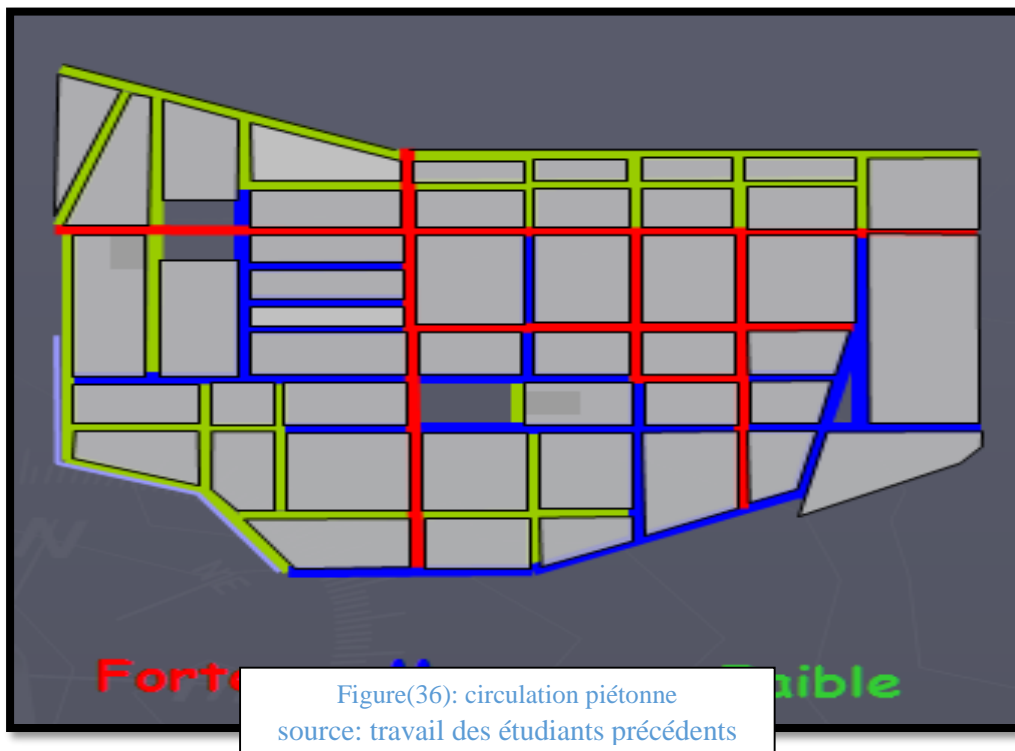 Forte
aible
Figure(36): circulation piétonne
source: travail des étudiants précédents